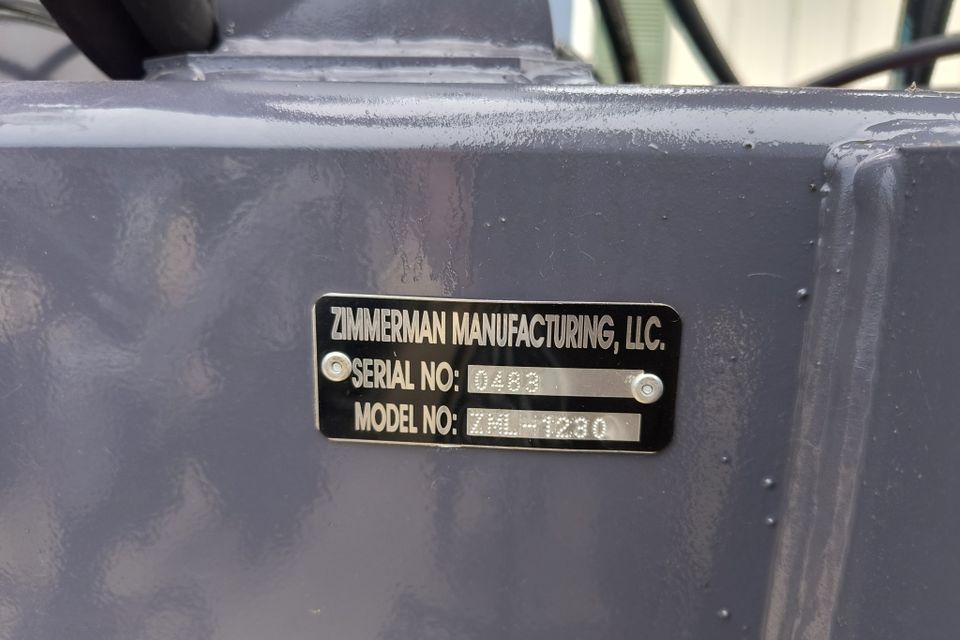 ZIMMERMAN MANUFACTURING, LLC.
SERIAL NO: 0483
MODEL NO: ZML-1230